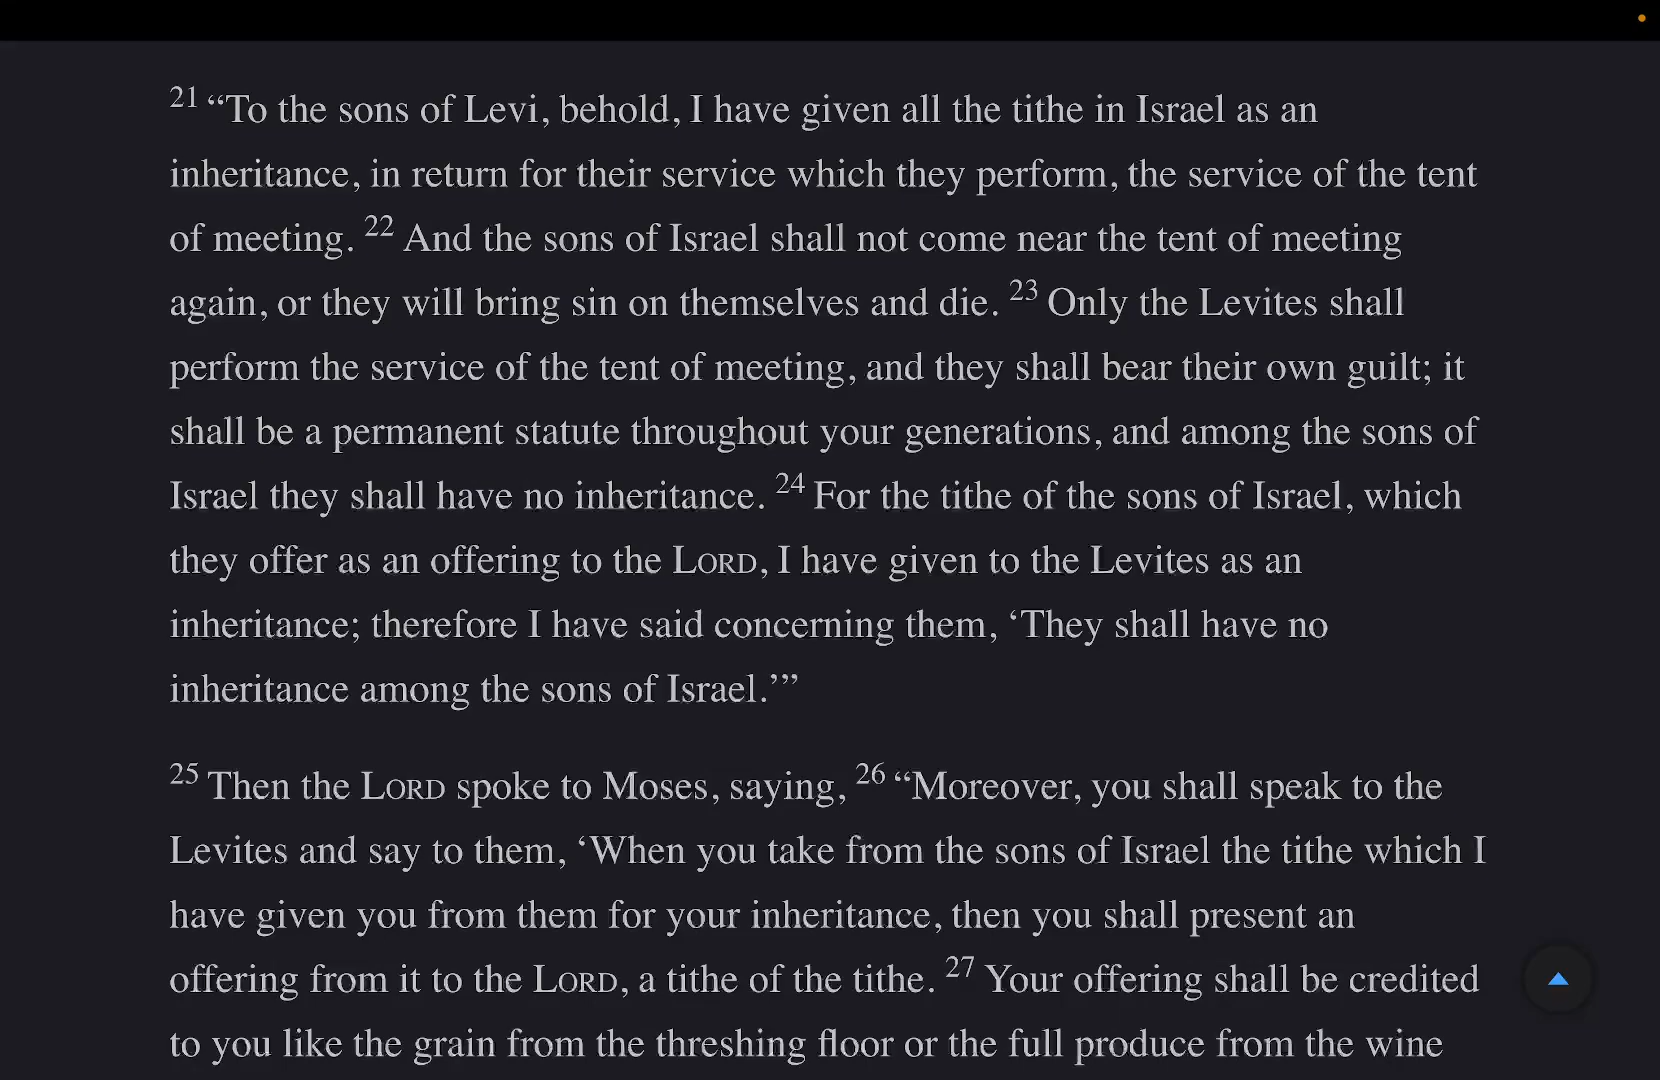 21 “To the sons of Levi, behold, I have given all the tithe in Israel as an
inheritance, in return for their service which they perform, the service of the tent
of meeting. 22 And the sons of Israel shall not come near the tent of meeting
again, or they will bring sin on themselves and die. 23 Only the Levites shall
perform the service of the tent of meeting, and they shall bear their own guilt; it
shall be a permanent statute throughout your generations, and among the sons of
Israel they shall have no inheritance. 24 For the tithe of the sons of Israel, which
they offer as an offering to the LORD, I have given to the Levites as an
inheritance; therefore I have said concerning them, ‘They shall have no
inheritance among the sons of Israel.’”
25 Then the LORD spoke to Moses, saying, 26 “Moreover, you shall speak to the
Levites and say to them, ‘When you take from the sons of Israel the tithe which I
have given you from them for your inheritance, then you shall present an
offering from it to the LORD, a tithe of the tithe. 27 Your offering shall be credited
to you like the grain from the threshing floor or the full produce from the wine